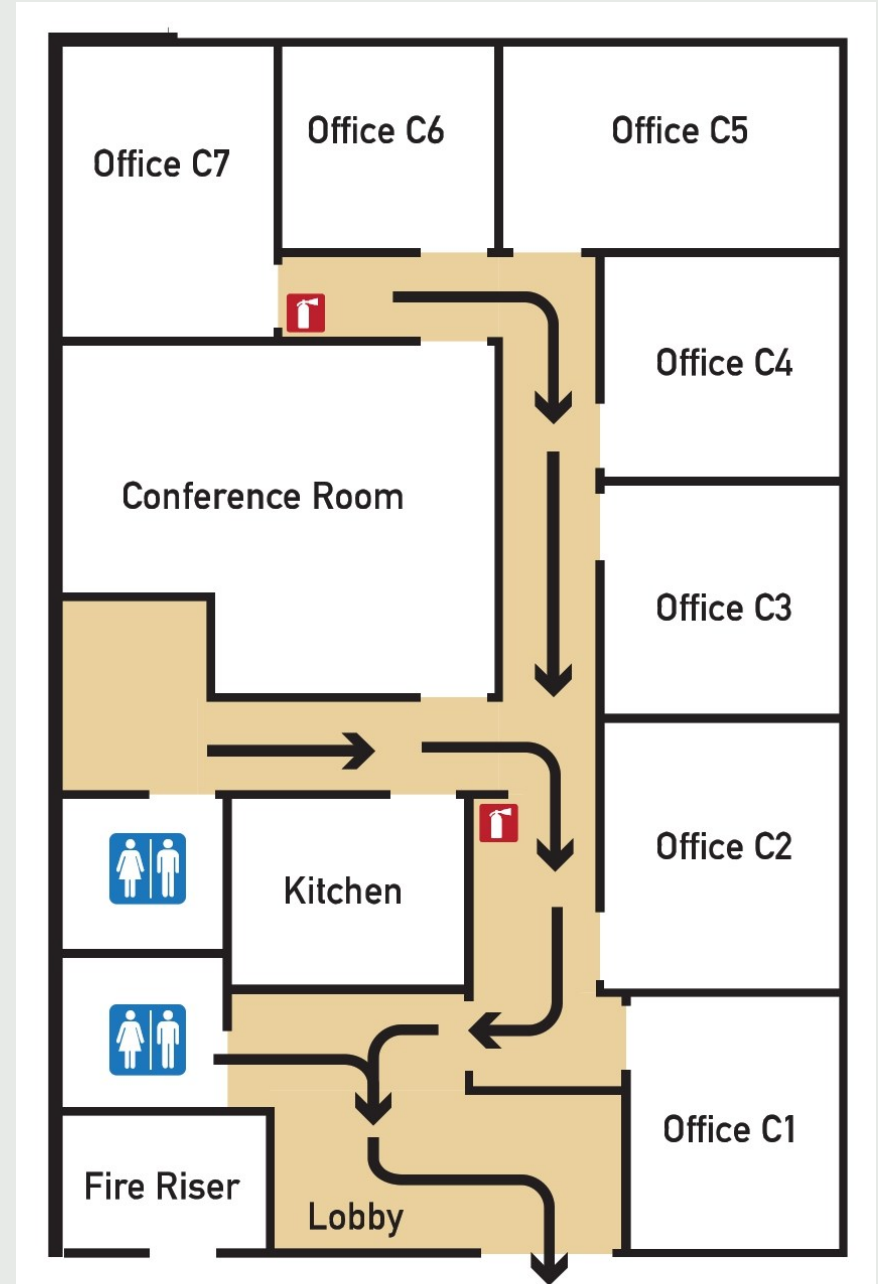 Office C7
Office C6
Office C5
Office C4
Conference Room
Office C3
Office C2
Kitchen
Office C1
Fire Riser
Lobby